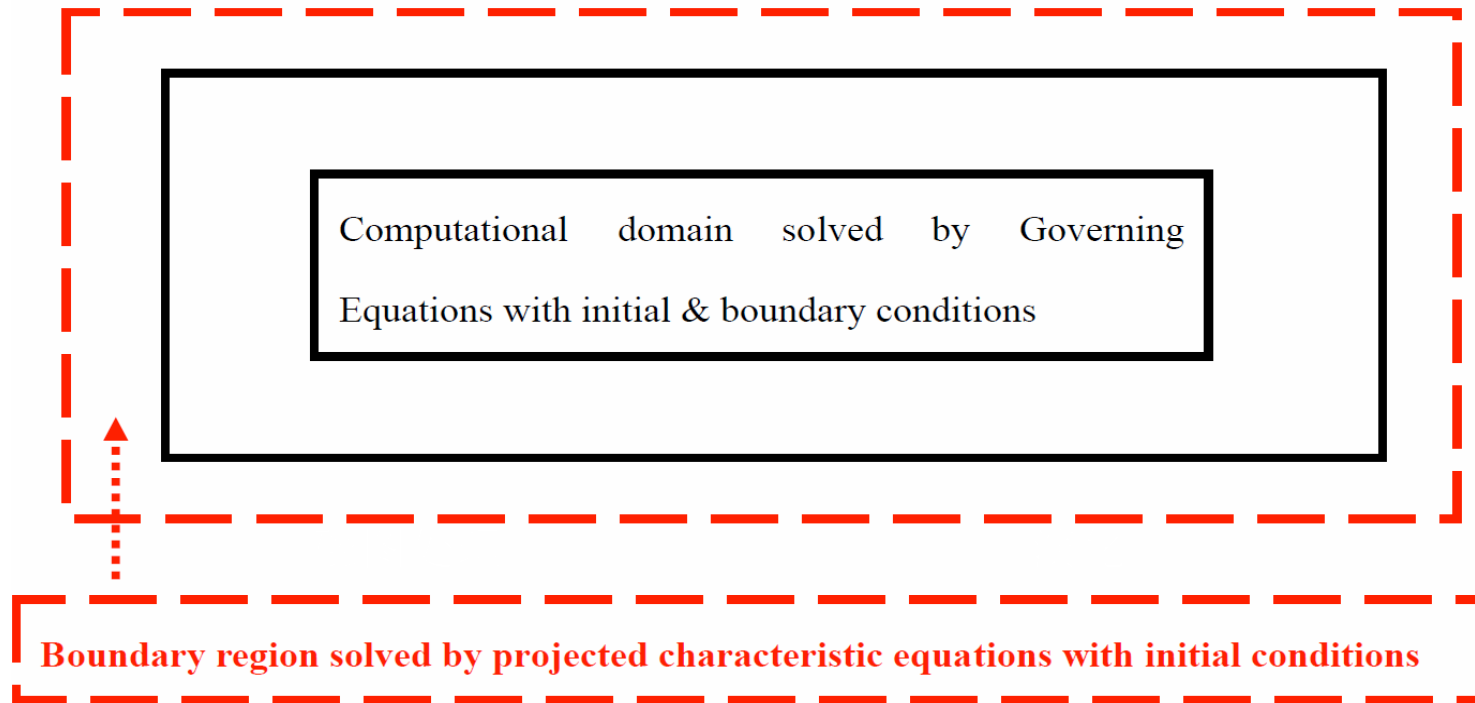 Computational domain solved by Governing
Equations with initial & boundary conditions
Boundary region solved by projected characteristic equations with initial conditions